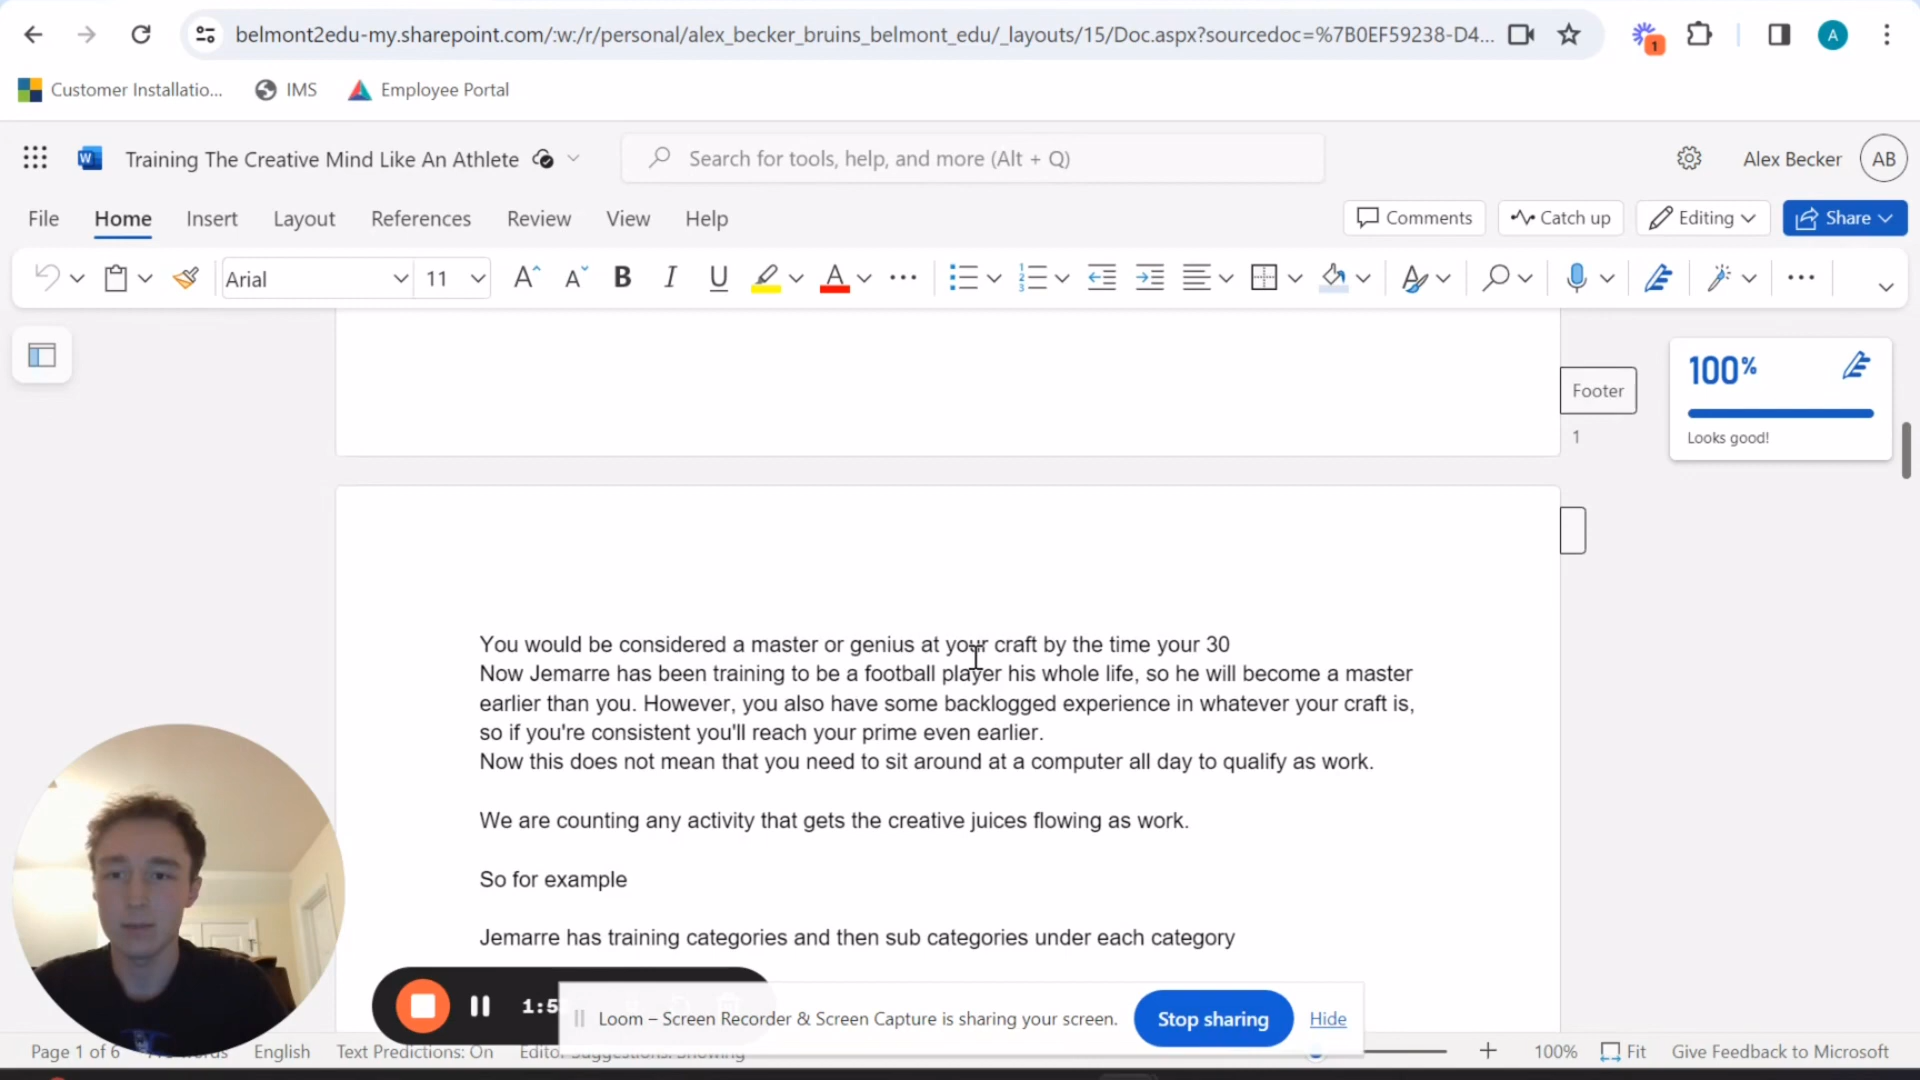 belmont2edu-my.sharepoint.com/:w:/r/personal/alex_becker_bruins_belmont_edu/_layouts/15/Doc.aspx?sourcedoc=%7B0EF59238-D4...
1
A
Customer Installatio...
IMS
Employee Portal
W
Training The Creative Mind Like An Athlete
Search for tools, help, and more (Alt + Q)
Alex Becker
AB
File
Home
Insert
Layout
References
Review
View
Help
Comments
Catch up
Editing
Share
Arial
11
Footer
1
100%
Looks good!
You would be considered a master or genius at your craft by the time your 30
Now Jemarre has been training to be a football player his whole life, so he will become a master
earlier than you. However, you also have some backlogged experience in whatever your craft is,
so if you're consistent you'll reach your prime even earlier.
Now this does not mean that you need to sit around at a computer all day to qualify as work.
We are counting any activity that gets the creative juices flowing as work.
So for example
Jemarre has training categories and then sub categories under each category
Loom – Screen Recorder & Screen Capture is sharing your screen.
Stop sharing
Hide
Page 1 of 6
English
Text Predictions: On
Editor Suggestions: Showing
100%
Fit
Give Feedback to Microsoft